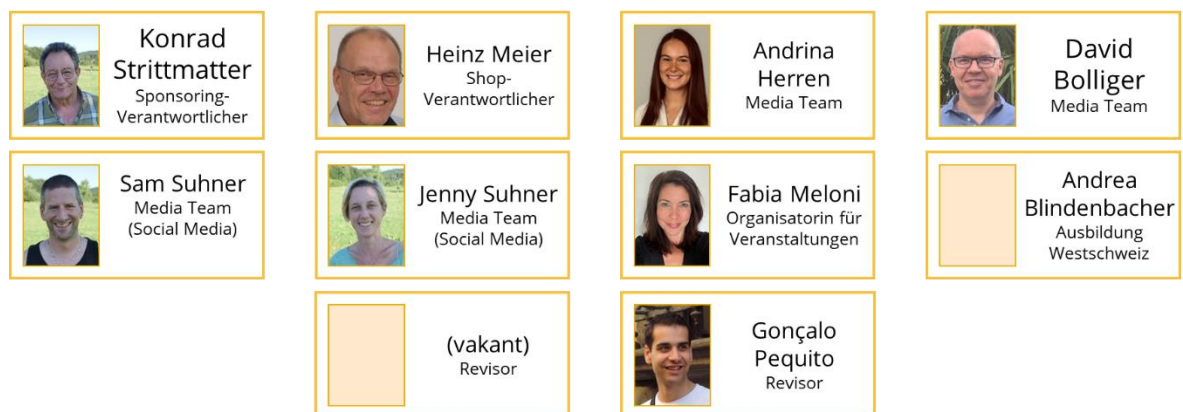 Konrad
Strittmatter
Sponsoring-
Verantwortlicher
Heinz Meier
Shop-
Verantwortlicher
Andrina
Herren
Media Team
David
Bolliger
Media Team
Sam Suhner
Media Team
(Social Media)
Jenny Suhner
Media Team
(Social Media)
Fabia Meloni
Organisatorin für
Veranstaltungen
Andrea
Blindenbacher
Ausbildung
Westschweiz
(vakant)
Revisor
Gonçalo
Pequito
Revisor